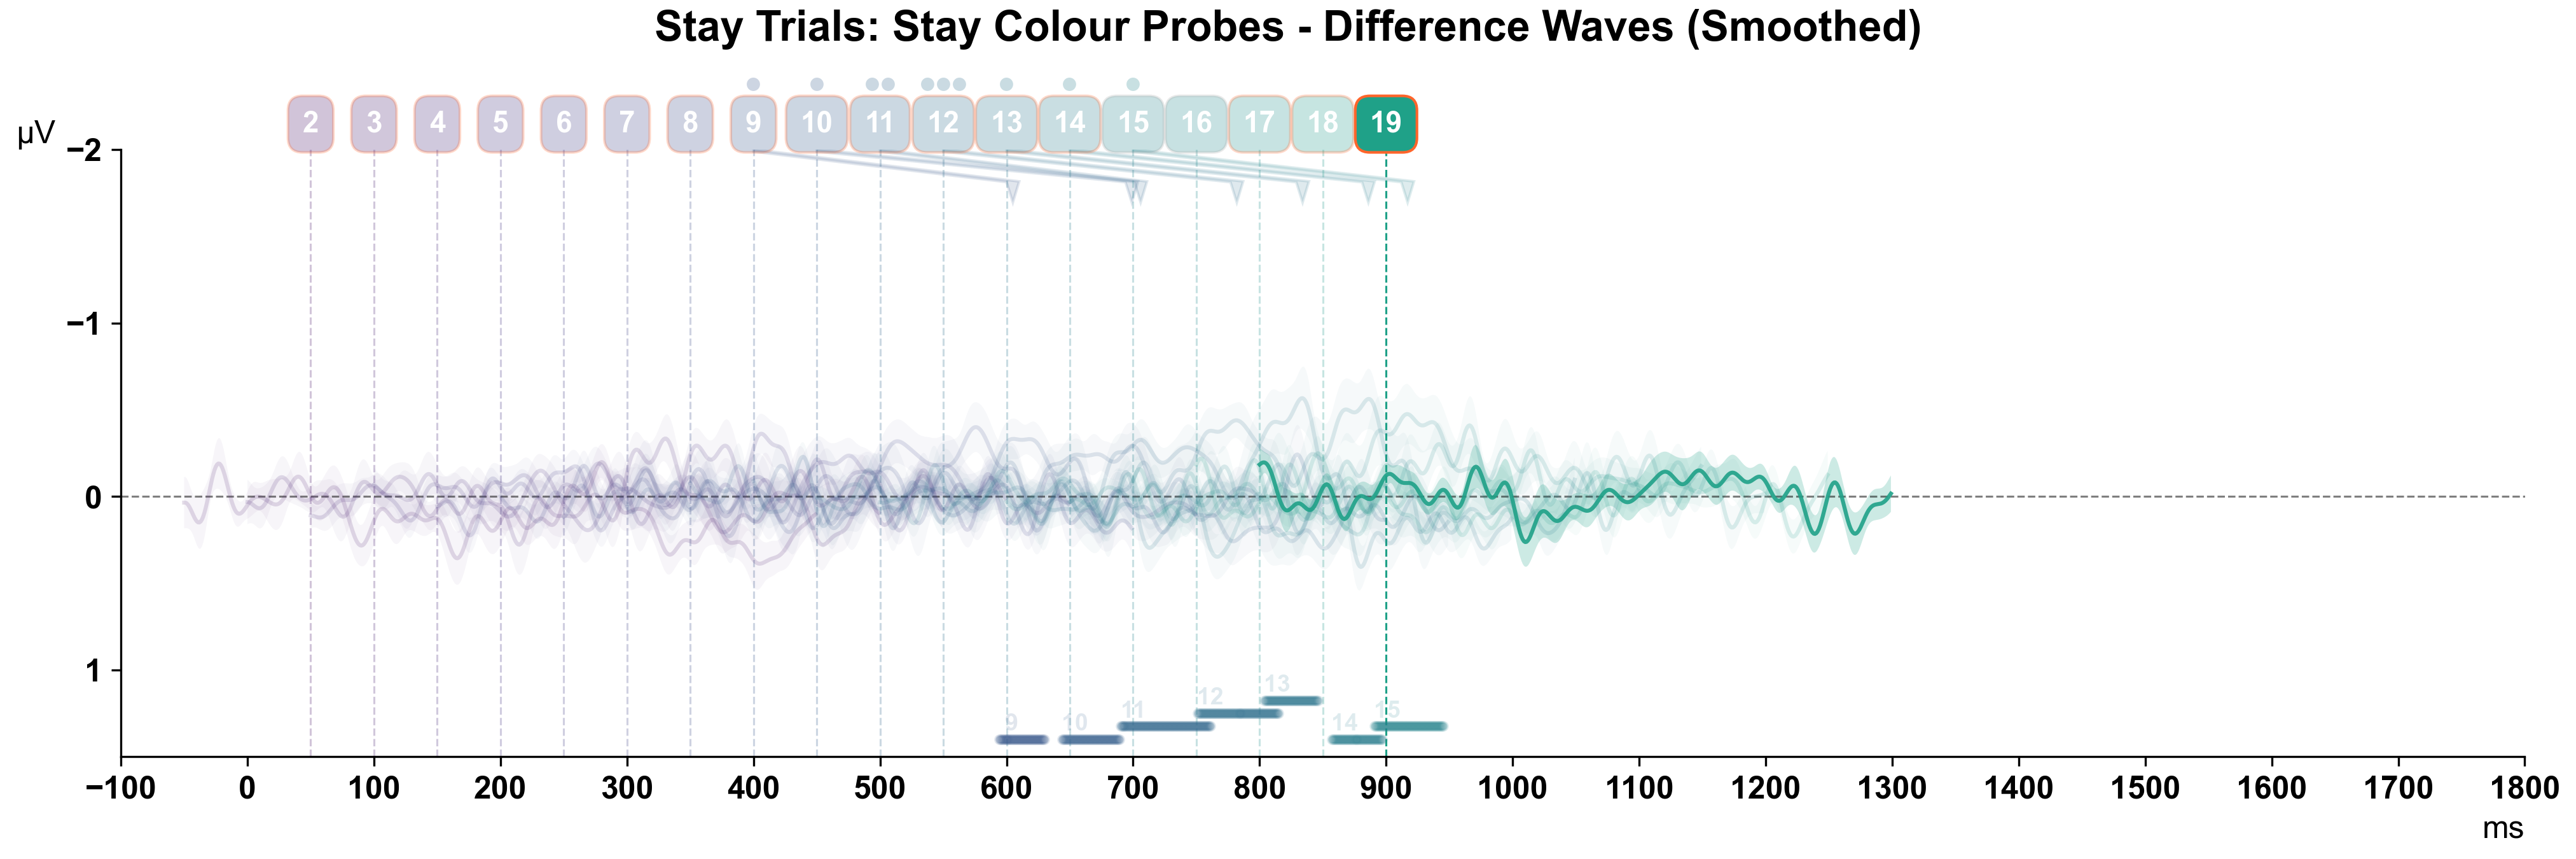 Stay Trials: Stay Colour Probes - Difference Waves (Smoothed)
2 3 4 5 6 7 8 9 10 11 12 13 14 15 16 17 18 19
µV
−2
−1
0
1
13
12
11 15
9 10 14
−100 0 100 200 300 400 500 600 700 800 900 1000 1100 1200 1300 1400 1500 1600 1700 1800
ms